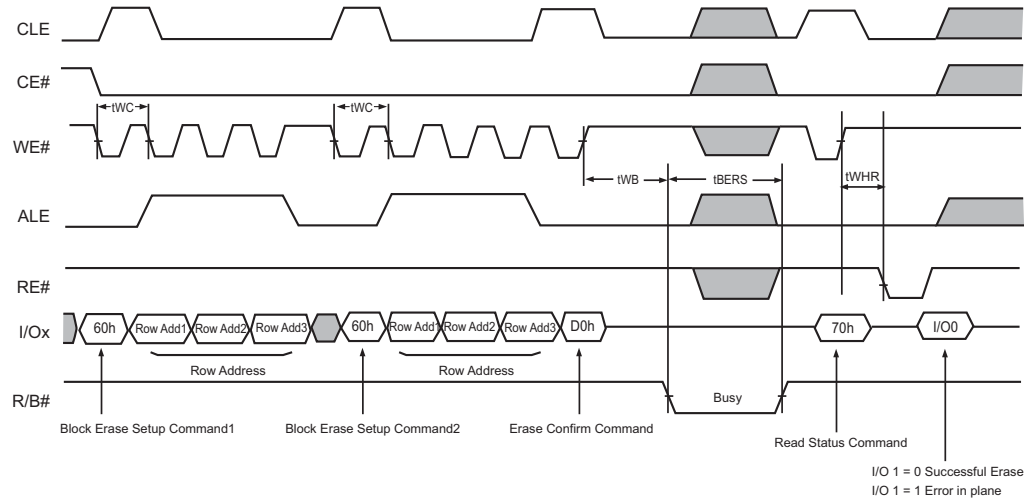 CLE
CE#
tWC
tWC
WE#
tWB
tBERS
tWHR
ALE
RE#
I/Ox
60h
Row Add1
Row Add2
Row Add3
60h
Row Add1
Row Add2
Row Add3
D0h
70h
I/O0
Row Address
Row Address
R/B#
Busy
Block Erase Setup Command1
Block Erase Setup Command2
Erase Confirm Command
Read Status Command
I/O 1 = 0 Successful Erase
I/O 1 = 1 Error in plane